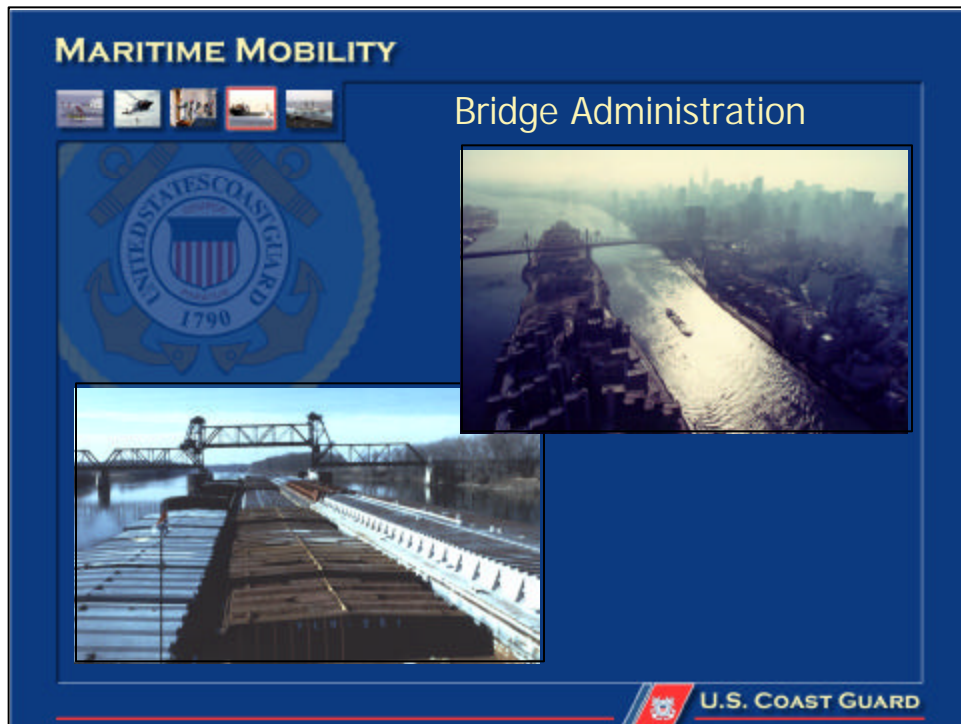 MARITIME MOBILITY
Bridge Administration
UNITED STATES COAST GUARD
1790
U.S. COAST GUARD